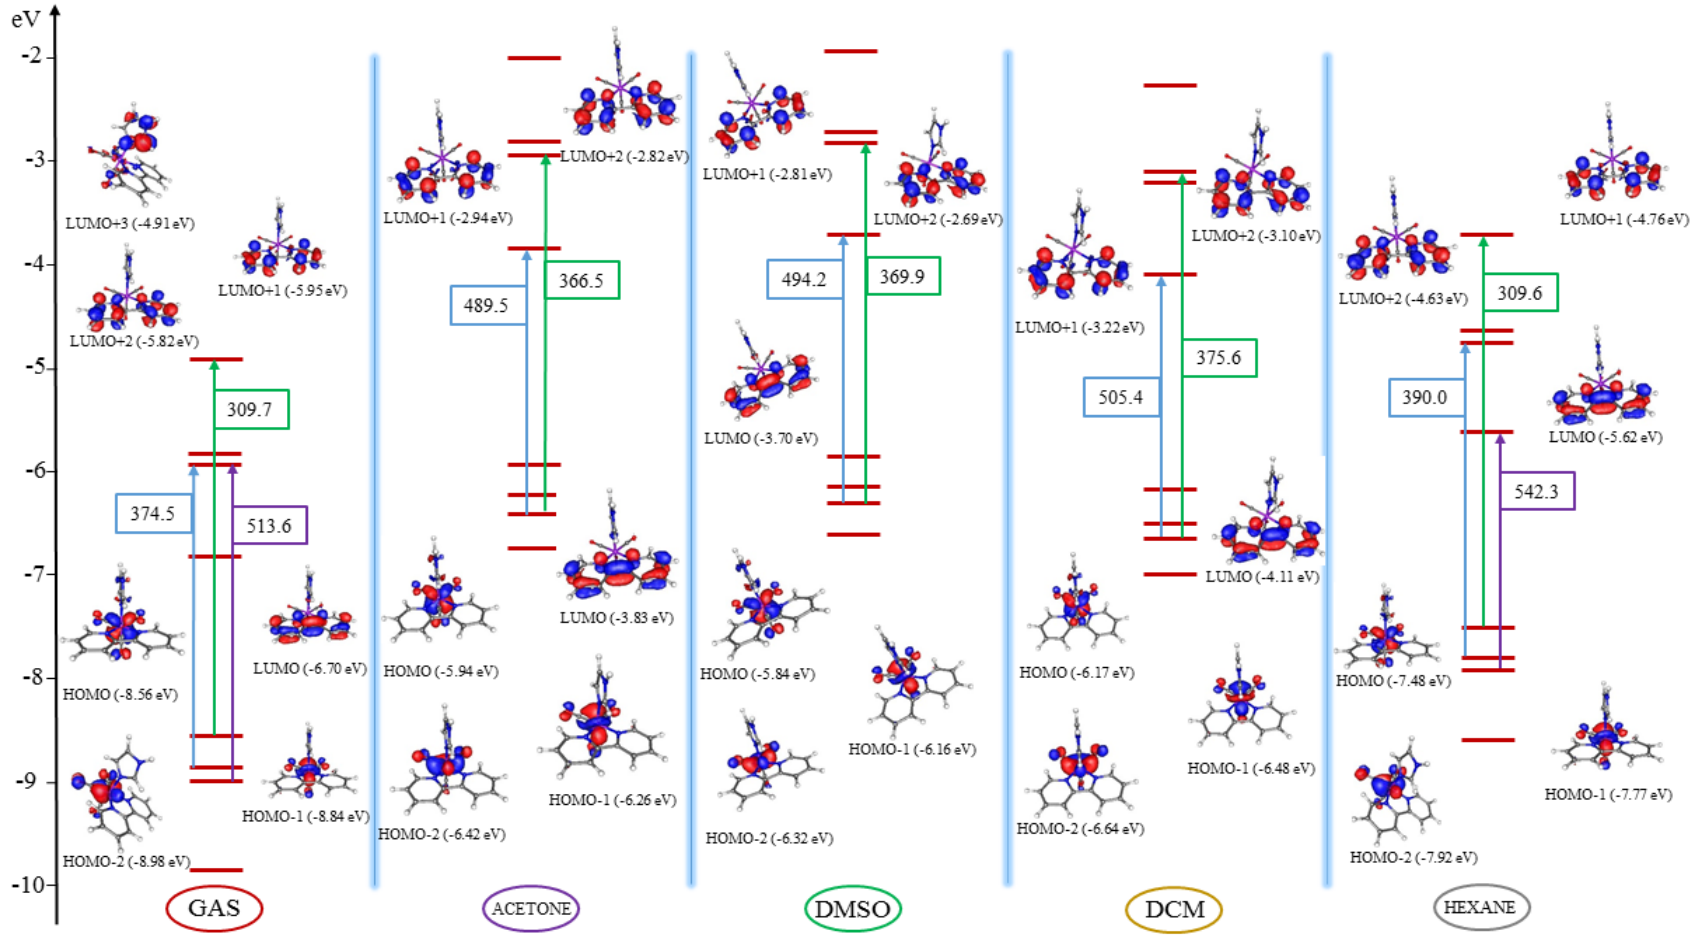 eV
-2
-3
-4
-5
-6
-7
-8
-9
-10
LUMO+3 (-4.91 eV)
LUMO+1 (-5.95 eV)
LUMO+2 (-5.82 eV)
309.7
374.5
513.6
HOMO (-8.56 eV)
LUMO (-6.70 eV)
HOMO-1 (-8.84 eV)
HOMO-2 (-8.98 eV)
GAS
LUMO+2 (-2.82 eV)
LUMO+1 (-2.94 eV)
366.5
489.5
LUMO (-3.83 eV)
HOMO (-5.94 eV)
HOMO-1 (-6.26 eV)
HOMO-2 (-6.42 eV)
ACETONE
LUMO+1 (-2.81 eV)
LUMO+2 (-2.69 eV)
494.2
369.9
LUMO (-3.70 eV)
HOMO (-5.84 eV)
HOMO-1 (-6.16 eV)
HOMO-2 (-6.32 eV)
DMSO
LUMO+2 (-3.10 eV)
LUMO+1 (-3.22 eV)
375.6
505.4
LUMO (-4.11 eV)
HOMO (-6.17 eV)
HOMO-1 (-6.48 eV)
HOMO-2 (-6.64 eV)
DCM
LUMO+1 (-4.76 eV)
LUMO+2 (-4.63 eV)
309.6
390.0
LUMO (-5.62 eV)
542.3
HOMO (-7.48 eV)
HOMO-1 (-7.77 eV)
HOMO-2 (-7.92 eV)
HEXANE